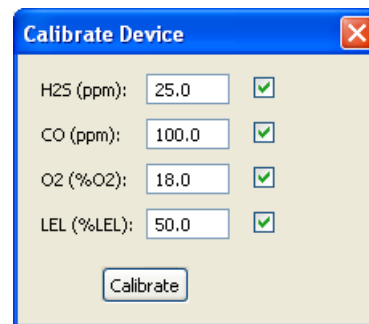 Calibrate Device
H2S (ppm): 25.0
CO (ppm): 100.0
O2 (%O2): 18.0
LEL (%LEL): 50.0
Calibrate